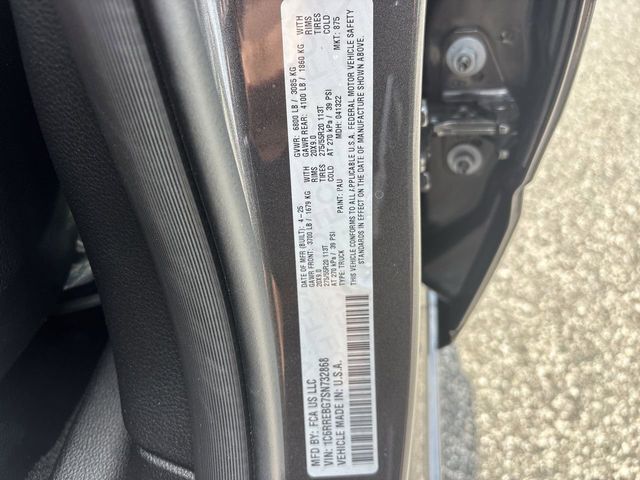 MFD BY: FCA US LLC
VIN: 1C6RREBG7SN732868
VEHICLE MADE IN: U.S.A.
DATE OF MFR (BUILT): 4-25 GVWR: 6800 LB / 3085 KG
GAWR FRONT: 3700 LB / 1679 KG WITH GAWR REAR: 4100 LB / 1860 KG WITH
20X9.0 RIMS 20X9.0 RIMS
275/55R20 113T TIRES 275/55R20 113T TIRES
AT 270 kPa / 39 PSI COLD AT 270 kPa / 39 PSI COLD
TYPE: TRUCK PAINT: PAU MDH: 041322 MKT: 875
THIS VEHICLE CONFORMS TO ALL APPLICABLE U.S.A. FEDERAL MOTOR VEHICLE SAFETY
STANDARDS IN EFFECT ON THE DATE OF MANUFACTURE SHOWN ABOVE.